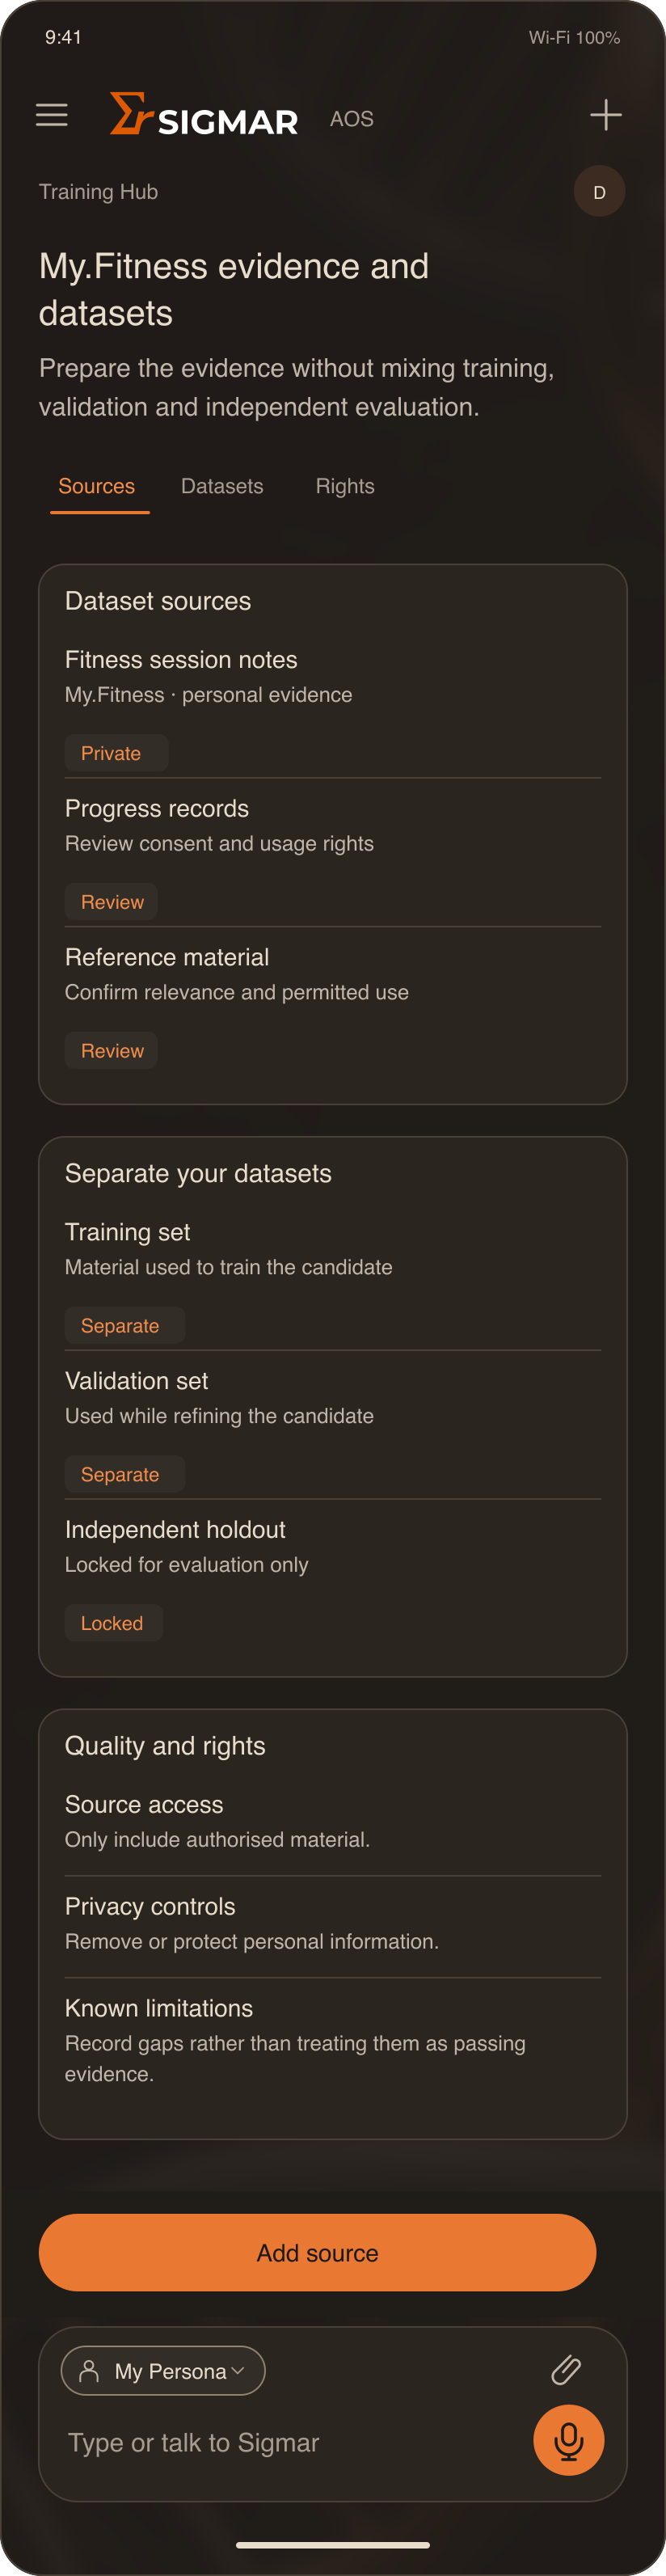 9:41
Wi-Fi 100%
Σr SIGMAR AOS
Training Hub
D
My.Fitness evidence and
datasets
Prepare the evidence without mixing training,
validation and independent evaluation.
Sources Datasets Rights
Dataset sources
Fitness session notes
My.Fitness · personal evidence
Private
Progress records
Review consent and usage rights
Review
Reference material
Confirm relevance and permitted use
Review
Separate your datasets
Training set
Material used to train the candidate
Separate
Validation set
Used while refining the candidate
Separate
Independent holdout
Locked for evaluation only
Locked
Quality and rights
Source access
Only include authorised material.
Privacy controls
Remove or protect personal information.
Known limitations
Record gaps rather than treating them as passing
evidence.
Add source
My Persona
Type or talk to Sigmar